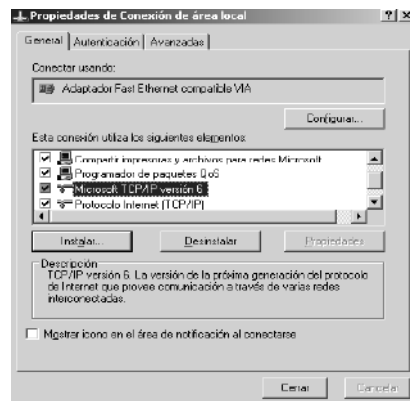 Propiedades de Conexión de área local
General Autenticación Avanzadas
Conectar usando:
Adaptador Fast Ethernet compatible VIA
Configurar...
Esta conexión utiliza los siguientes elementos:
Compartir impresoras y archivos para redes Microsoft
Programador de paquetes QoS
Microsoft TCP/IP versión 6
Protocolo Internet (TCP/IP)
Instalar... Desinstalar Propiedades
Descripción
TCP/IP versión 6. La versión de la próxima generación del protocolo
de Internet que provee comunicación a través de varias redes
interconectadas.
Mostrar icono en el área de notificación al conectarse
Cerrar Cancelar